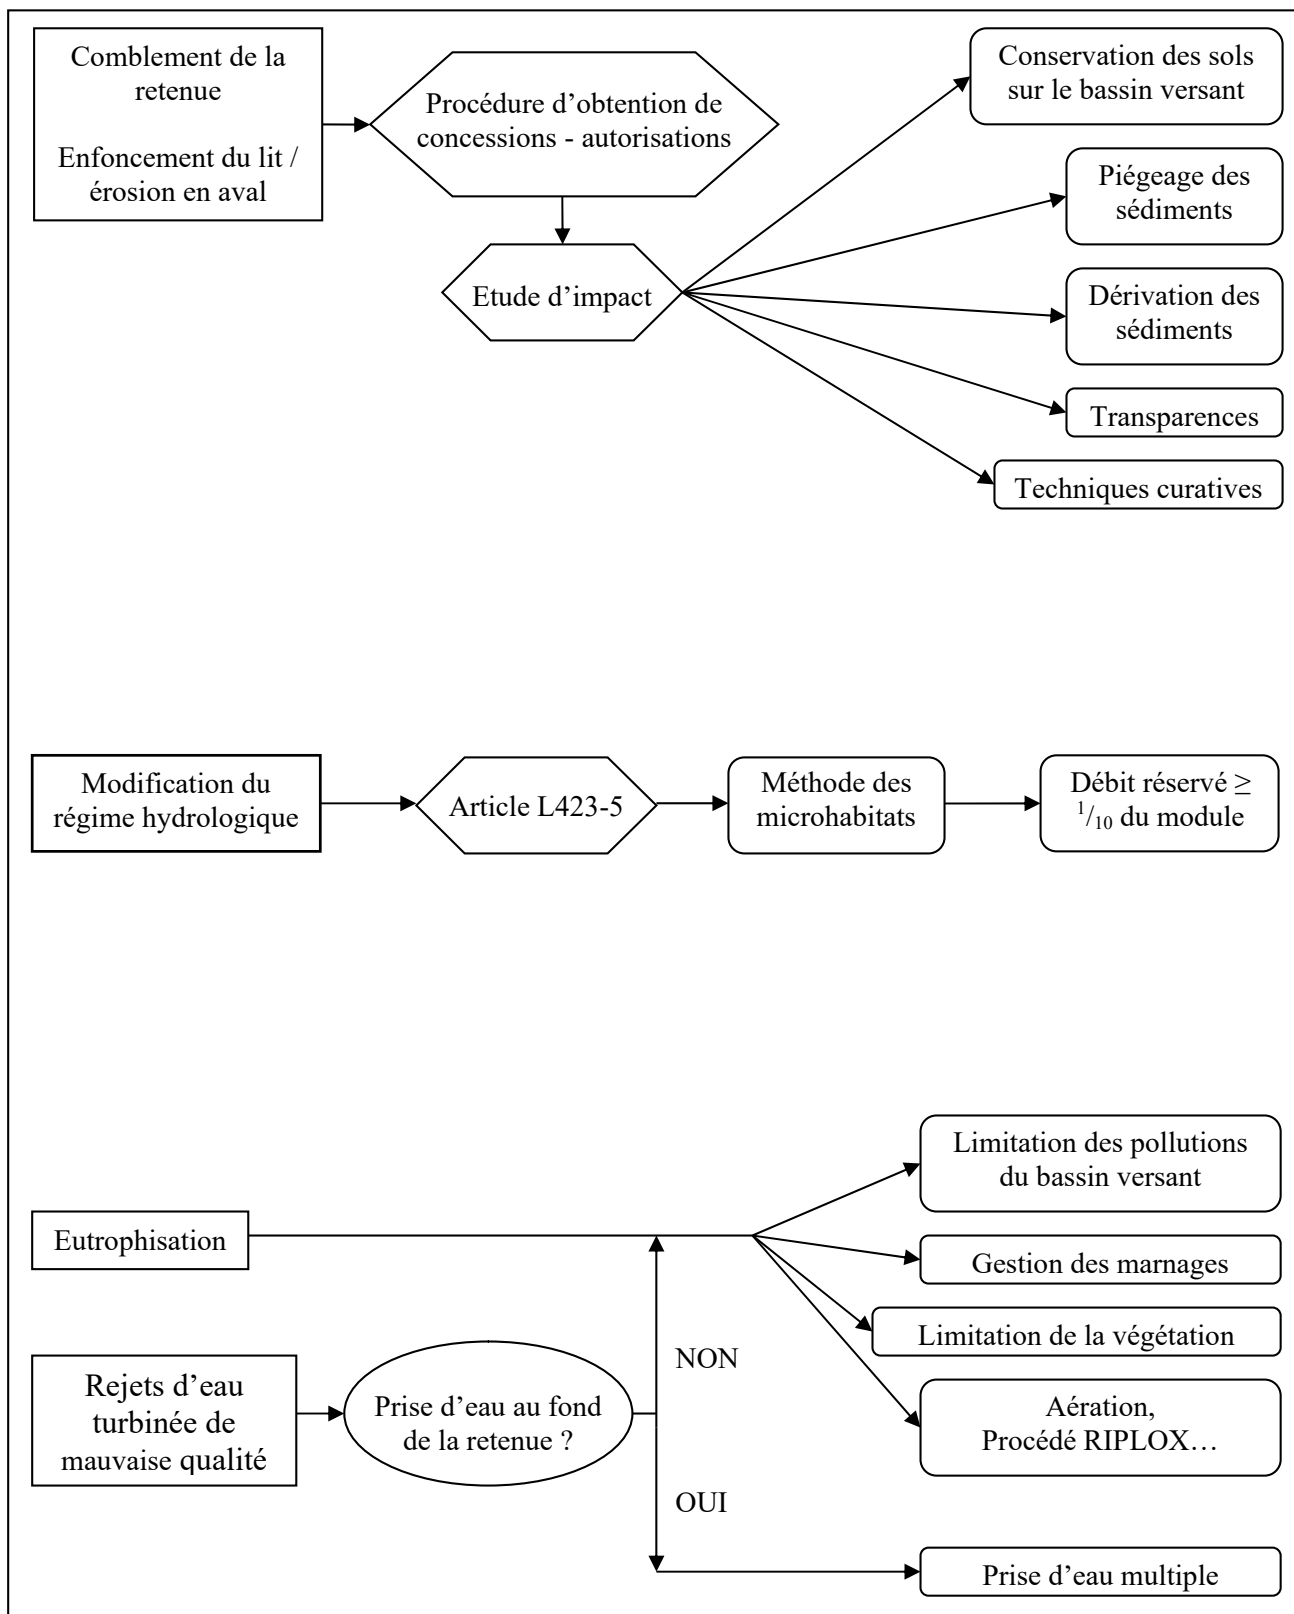 Comblement de la
retenue
Enfoncement du lit /
érosion en aval
Procédure d’obtention de
concessions - autorisations
Etude d’impact
Conservation des sols
sur le bassin versant
Piégeage des
sédiments
Dérivation des
sédiments
Transparences
Techniques curatives
Modification du
régime hydrologique
Article L423-5
Méthode des
microhabitats
Débit réservé ≥
1/10 du module
Eutrophisation
Limitation des pollutions
du bassin versant
Gestion des marnages
Limitation de la végétation
Aération,
Procédé RIPLOX…
Rejets d’eau
turbinée de
mauvaise qualité
Prise d’eau au fond
de la retenue ?
NON
OUI
Prise d’eau multiple